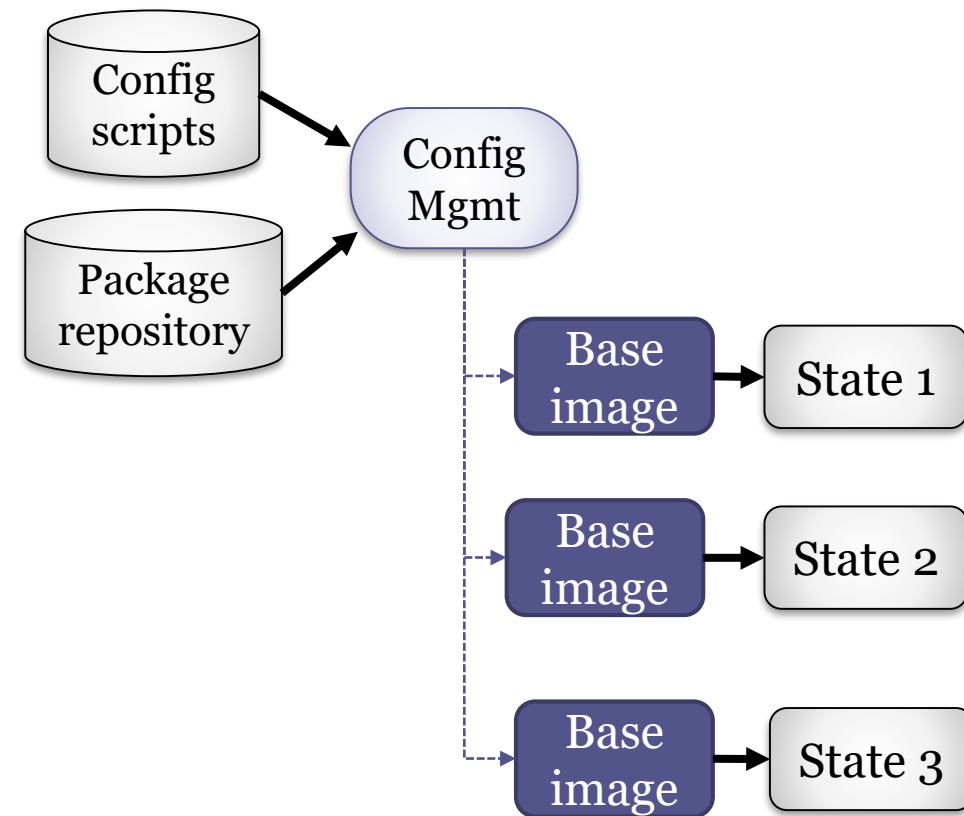 Config
scripts
Config
Mgmt
Package
repository
Base
image
State 1
Base
image
State 2
Base
image
State 3